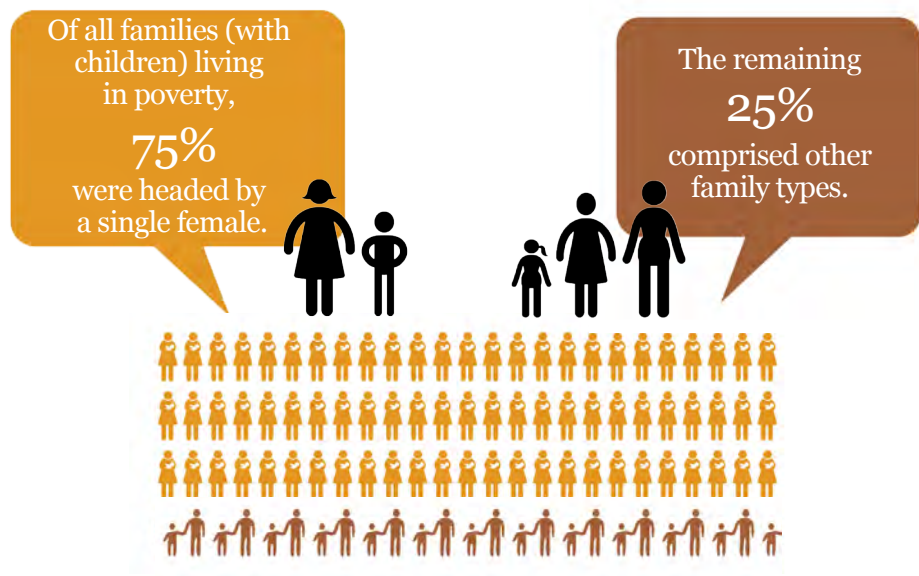 Of all families (with
children) living
in poverty,
75%
were headed by
a single female.
The remaining
25%
comprised other
family types.